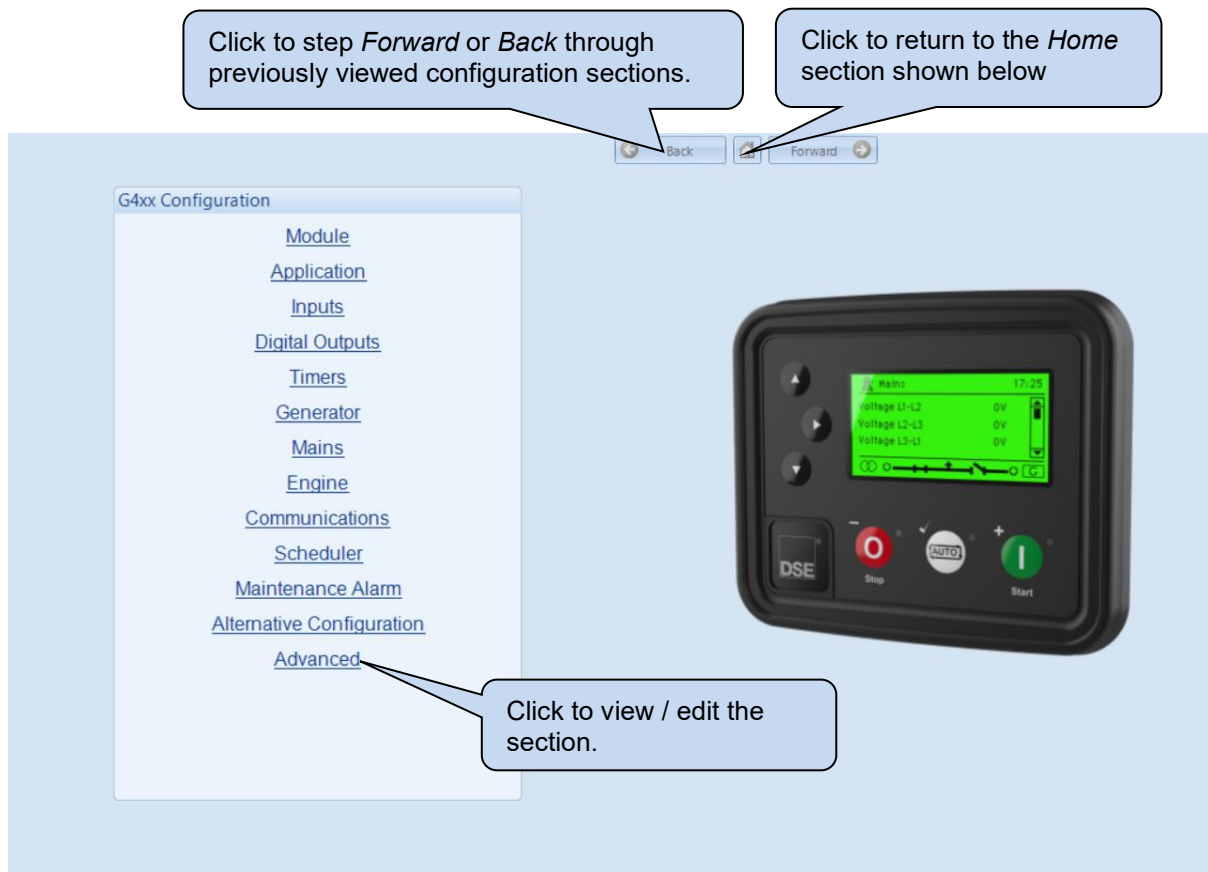 Click to step Forward or Back through
previously viewed configuration sections.
Click to return to the Home
section shown below
Back
Forward
G4xx Configuration
Module
Application
Inputs
Digital Outputs
Timers
Generator
Mains
Engine
Communications
Scheduler
Maintenance Alarm
Alternative Configuration
Advanced
Click to view / edit the
section.
Mains 17:25
Voltage L1-L2 0V
Voltage L2-L3 0V
Voltage L3-L1 0V
G
DSE
O
Stop
AUTO
I
Start